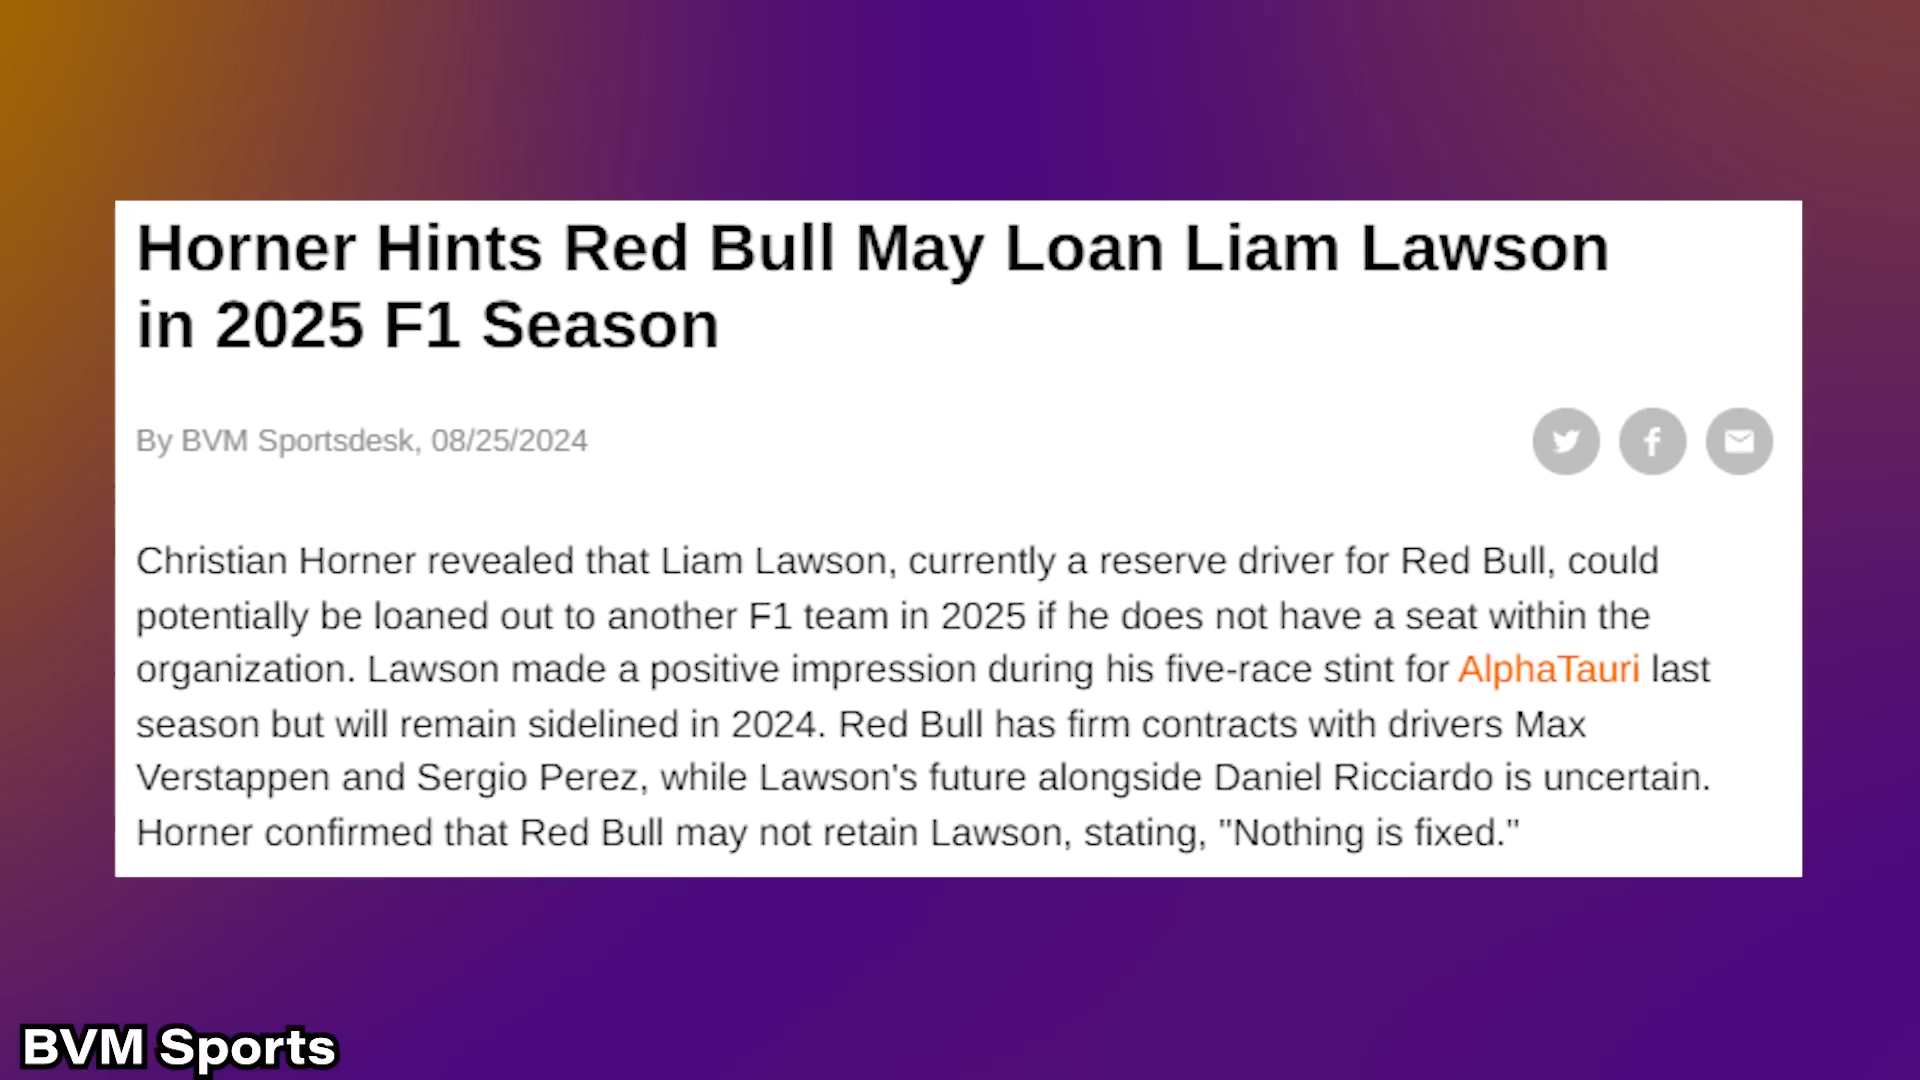 Horner Hints Red Bull May Loan Liam Lawson
in 2025 F1 Season
By BVM Sportsdesk, 08/25/2024
Christian Horner revealed that Liam Lawson, currently a reserve driver for Red Bull, could
potentially be loaned out to another F1 team in 2025 if he does not have a seat within the
organization. Lawson made a positive impression during his five-race stint for AlphaTauri last
season but will remain sidelined in 2024. Red Bull has firm contracts with drivers Max
Verstappen and Sergio Perez, while Lawson's future alongside Daniel Ricciardo is uncertain.
Horner confirmed that Red Bull may not retain Lawson, stating, "Nothing is fixed."
BVM Sports